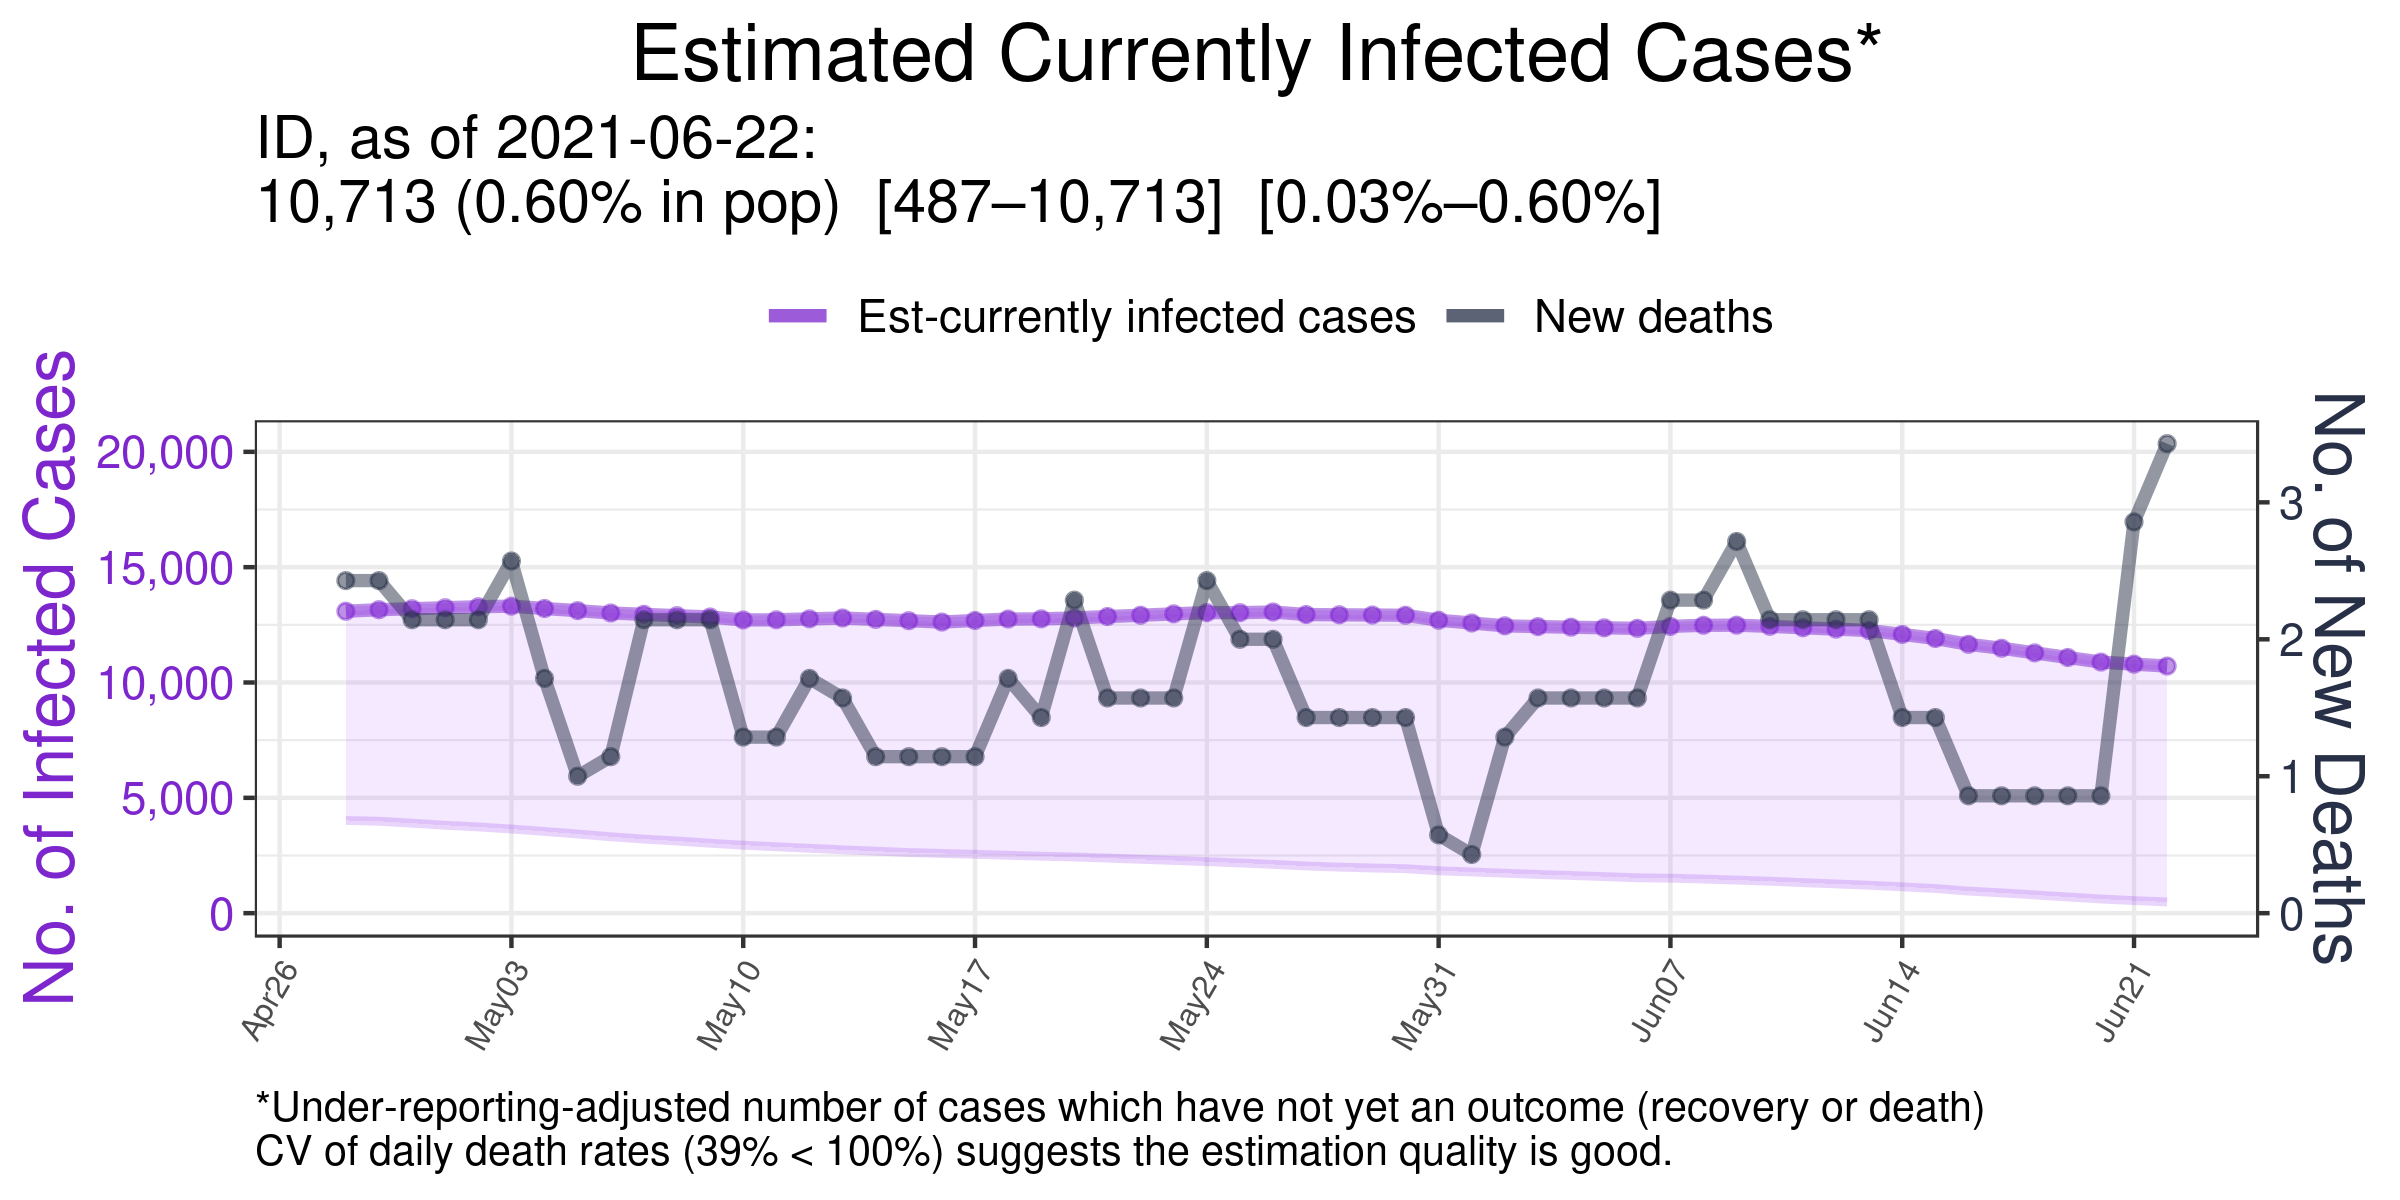 Estimated Currently Infected Cases*
ID, as of 2021-06-22:
10,713 (0.60% in pop)  [487–10,713]  [0.03%–0.60%]
Est-currently infected cases
New deaths
No. of Infected Cases
20,000
15,000
10,000
5,000
0
No. of New Deaths
3
2
1
0
Apr26
May03
May10
May17
May24
May31
Jun07
Jun14
Jun21
*Under-reporting-adjusted number of cases which have not yet an outcome (recovery or death)
CV of daily death rates (39% < 100%) suggests the estimation quality is good.